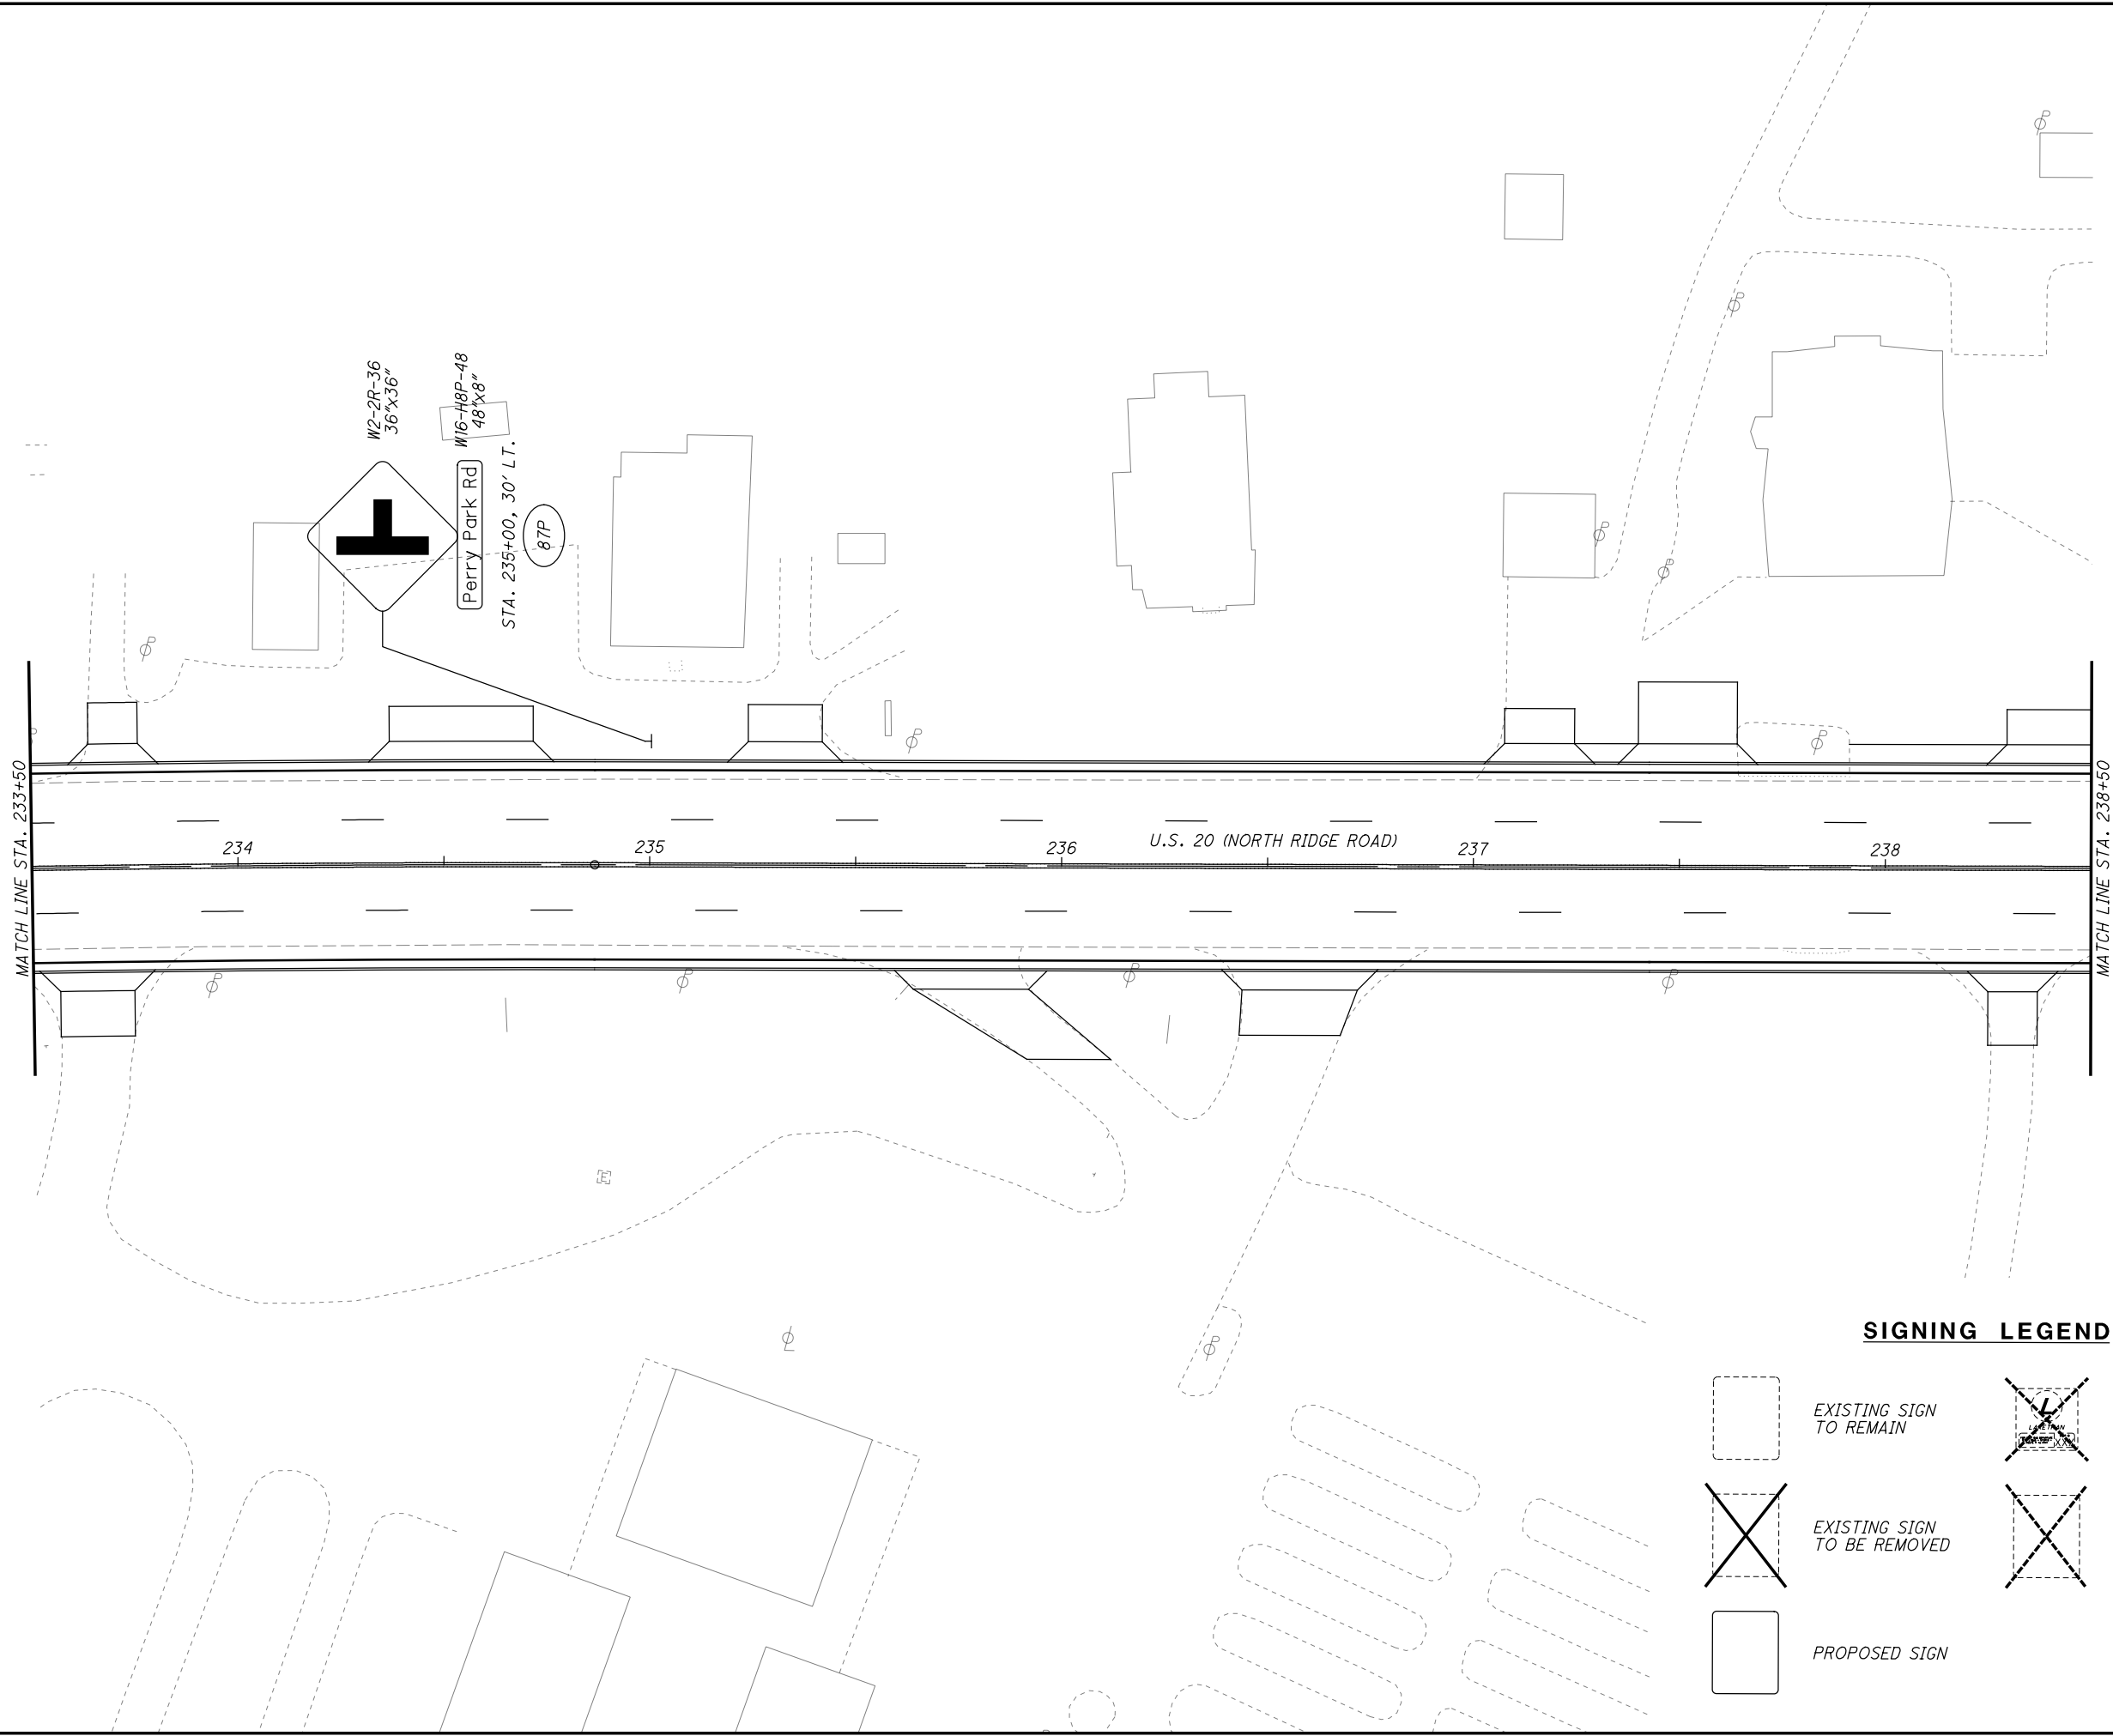 W2-2R-36
36"x36"
W16-H8P-48
48"x8"
Perry Park Rd
STA. 235+00, 30' LT.
87P
MATCH LINE STA. 233+50
MATCH LINE STA. 238+50
234
235
236
237
238
U.S. 20 (NORTH RIDGE ROAD)
P
P
P
P
P
P
P
P
P
P
P
P
P
E
SIGNING LEGEND
EXISTING SIGN
TO REMAIN
EXISTING SIGN
TO BE REMOVED
PROPOSED SIGN